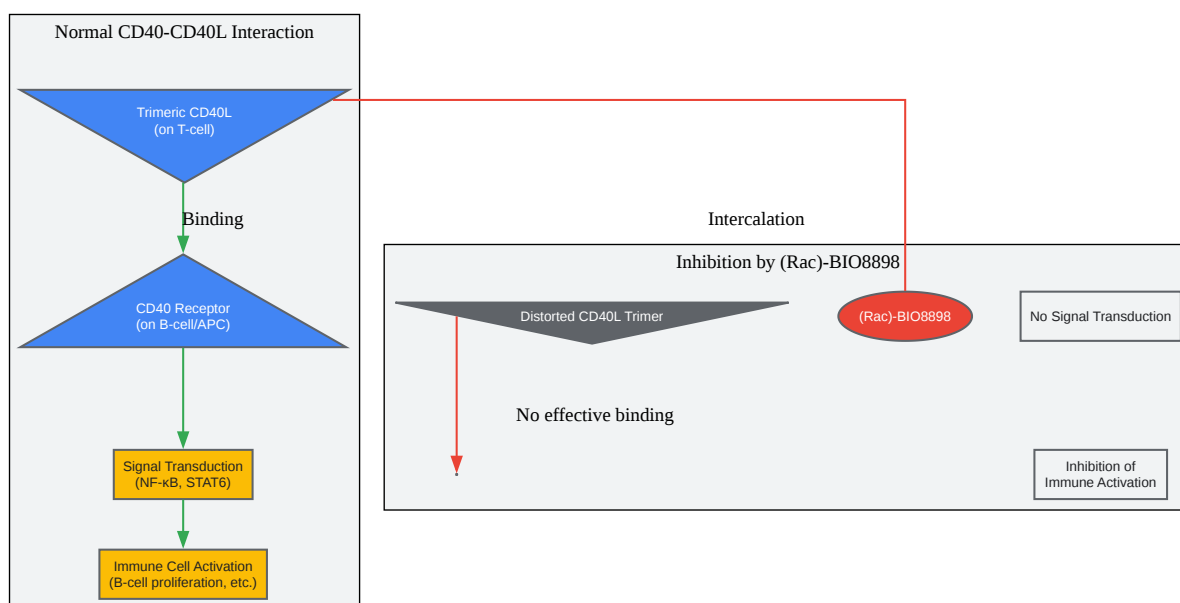 Normal CD40-CD40L Interaction
Trimeric CD40L
(on T-cell)
Binding
CD40 Receptor
(on B-cell/APC)
Signal Transduction
(NF-κB, STAT6)
Immune Cell Activation
(B-cell proliferation, etc.)
Intercalation
Inhibition by (Rac)-BIO8898
Distorted CD40L Trimer
(Rac)-BIO8898
No Signal Transduction
No effective binding
Inhibition of
Immune Activation